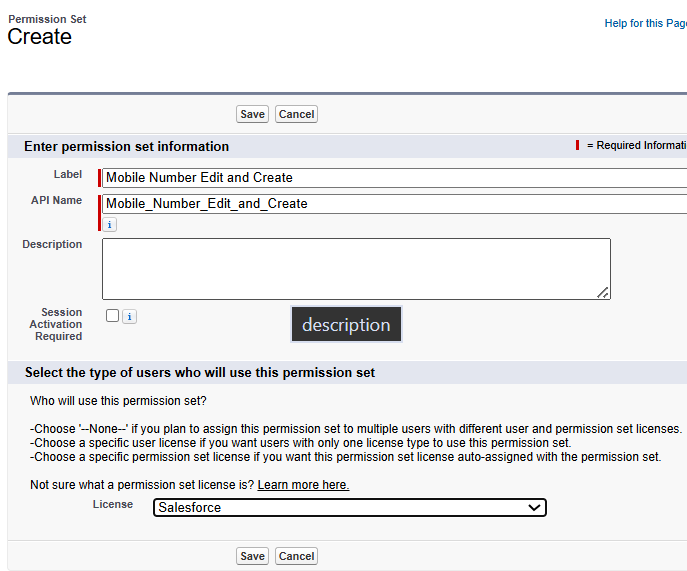 Permission Set
Help for this Page
Create
Save Cancel
Enter permission set information
= Required Informati
Label Mobile Number Edit and Create
API Name Mobile_Number_Edit_and_Create
i
Description
Session Activation Required i
description
Select the type of users who will use this permission set
Who will use this permission set?
-Choose '--None--' if you plan to assign this permission set to multiple users with different user and permission set licenses.
-Choose a specific user license if you want users with only one license type to use this permission set.
-Choose a specific permission set license if you want this permission set license auto-assigned with the permission set.
Not sure what a permission set license is? Learn more here.
License Salesforce
Save Cancel